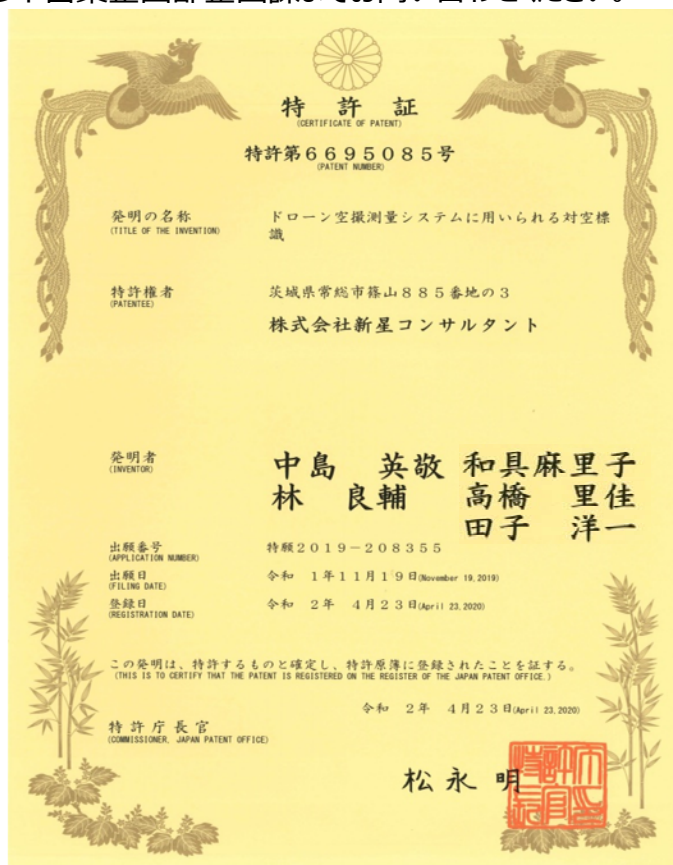 特許証
(CERTIFICATE OF PATENT)
特許第6695085号
(PATENT NUMBER)
発明の名称
(TITLE OF THE INVENTION)
ドローン空撮測量システムに用いられる対空標
識
特許権者
(PATENTEE)
茨城県常総市篠山885番地の3
株式会社新星コンサルタント
発明者
(INVENTOR)
中島 英敬 和具麻里子
林 良輔 高橋 里佳
田子 洋一
出願番号
(APPLICATION NUMBER)
特願2019-208355
出願日
(FILING DATE)
令和 1年11月19日(November 19,2019)
登録日
(REGISTRATION DATE)
令和 2年 4月23日(April 23,2020)
この発明は、特許するものと確定し、特許原簿に登録されたことを証する。
(THIS IS TO CERTIFY THAT THE PATENT IS REGISTERED ON THE REGISTER OF THE JAPAN PATENT OFFICE.)
令和 2年 4月23日(April 23,2020)
特許庁長官
(COMMISSIONER, JAPAN PATENT OFFICE)
松永 明